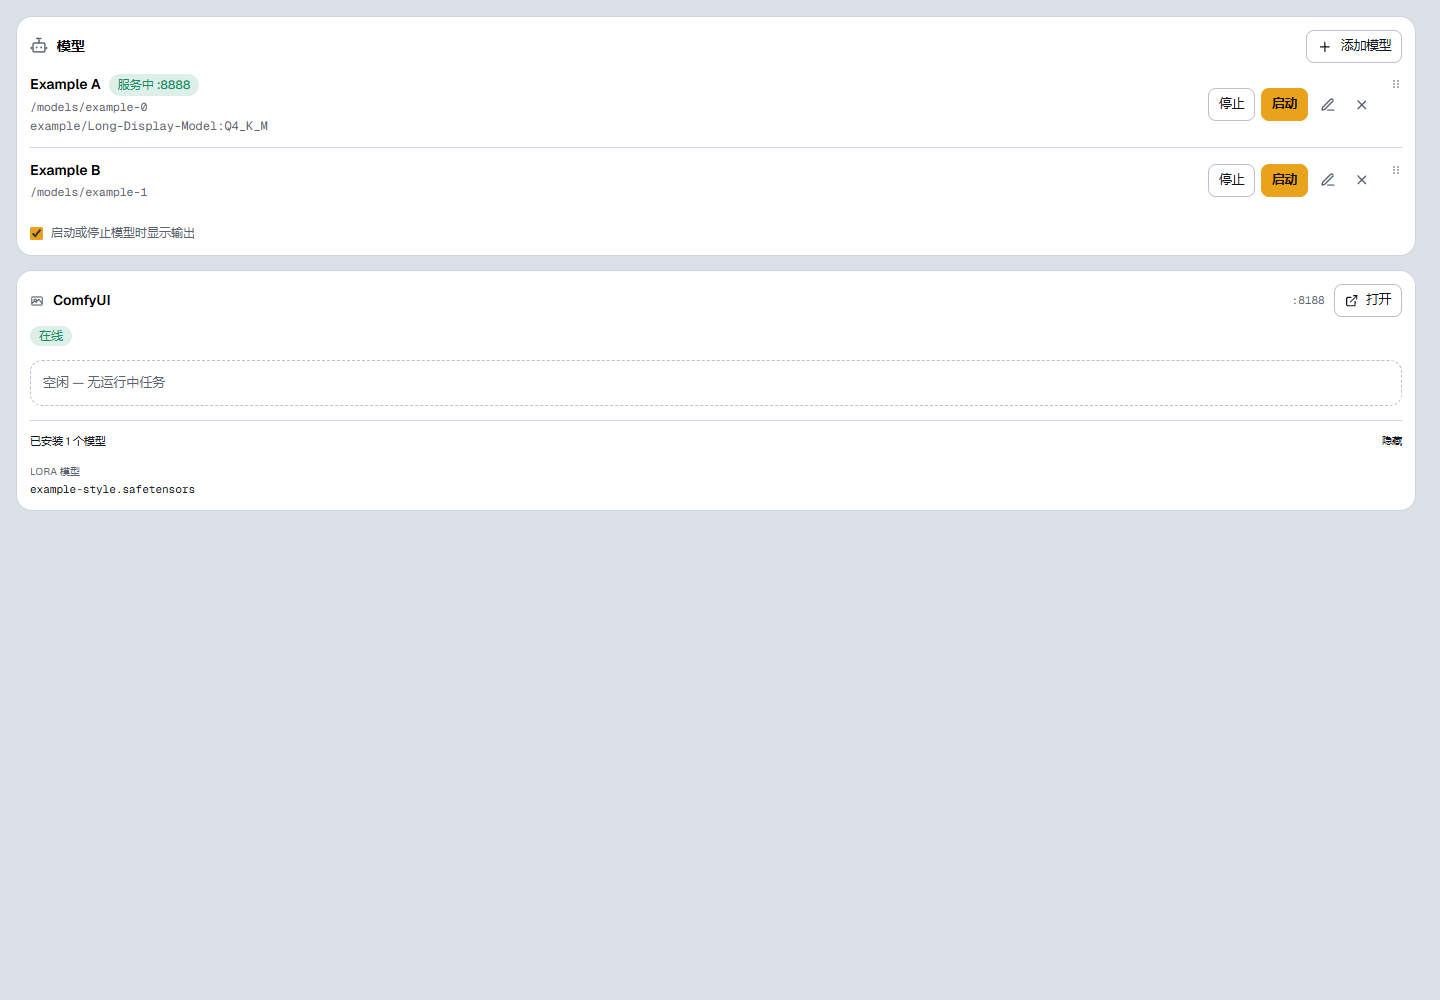 模型
添加模型
Example A 服务中 :8888
/models/example-0
example/Long-Display-Model:Q4_K_M
停止 启动
Example B
/models/example-1
停止 启动
启动或停止模型时显示输出
ComfyUI
:8188 打开
在线
空闲 — 无运行中任务
已安装 1 个模型
隐藏
LORA 模型
example-style.safetensors